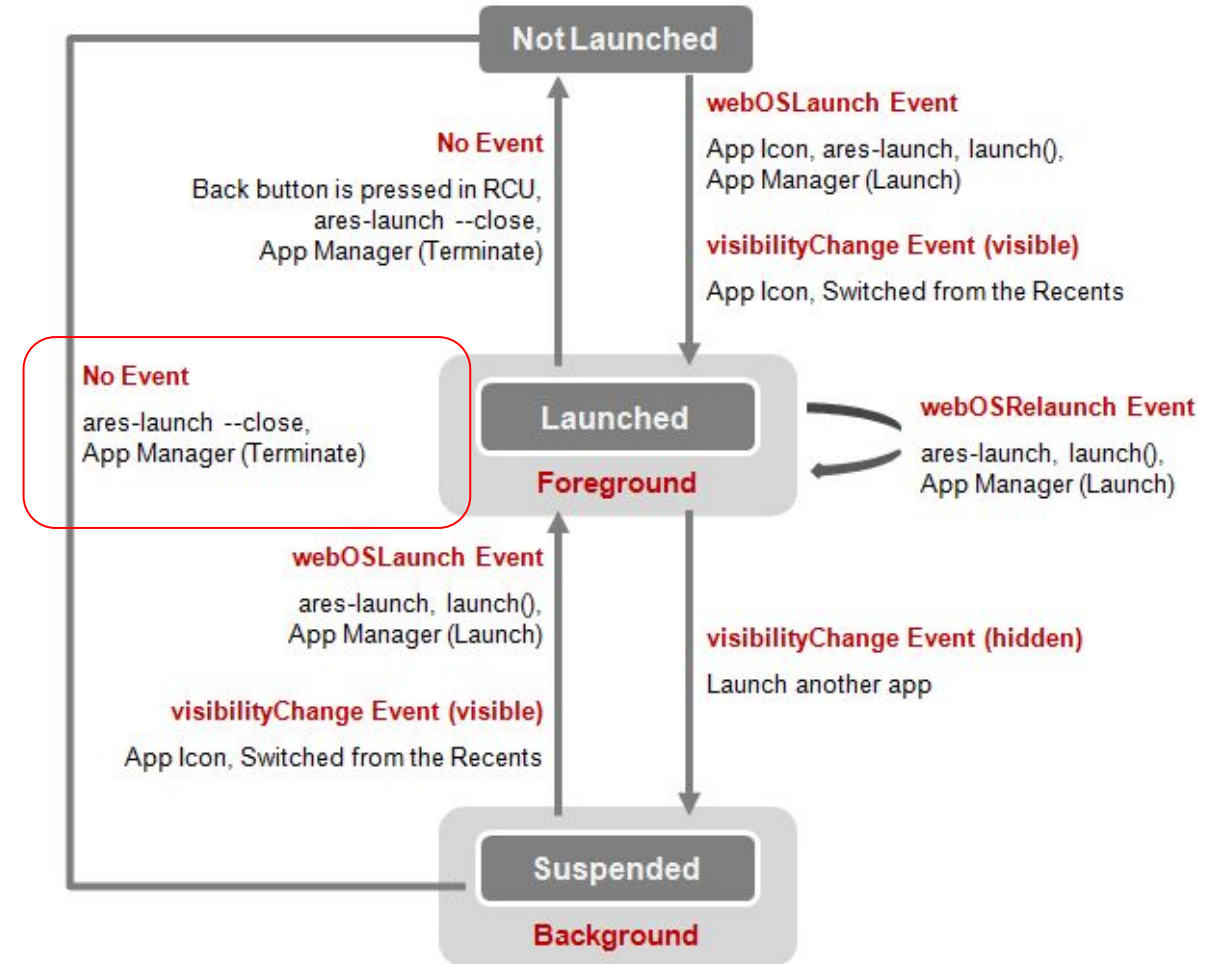 Not Launched
No Event
Back button is pressed in RCU,
ares-launch --close,
App Manager (Terminate)
webOSLaunch Event
App Icon, ares-launch, launch(),
App Manager (Launch)
visibilityChange Event (visible)
App Icon, Switched from the Recents
No Event
ares-launch --close,
App Manager (Terminate)
Launched
Foreground
webOSRelaunch Event
ares-launch, launch(),
App Manager (Launch)
webOSLaunch Event
ares-launch, launch(),
App Manager (Launch)
visibilityChange Event (visible)
App Icon, Switched from the Recents
visibilityChange Event (hidden)
Launch another app
Suspended
Background